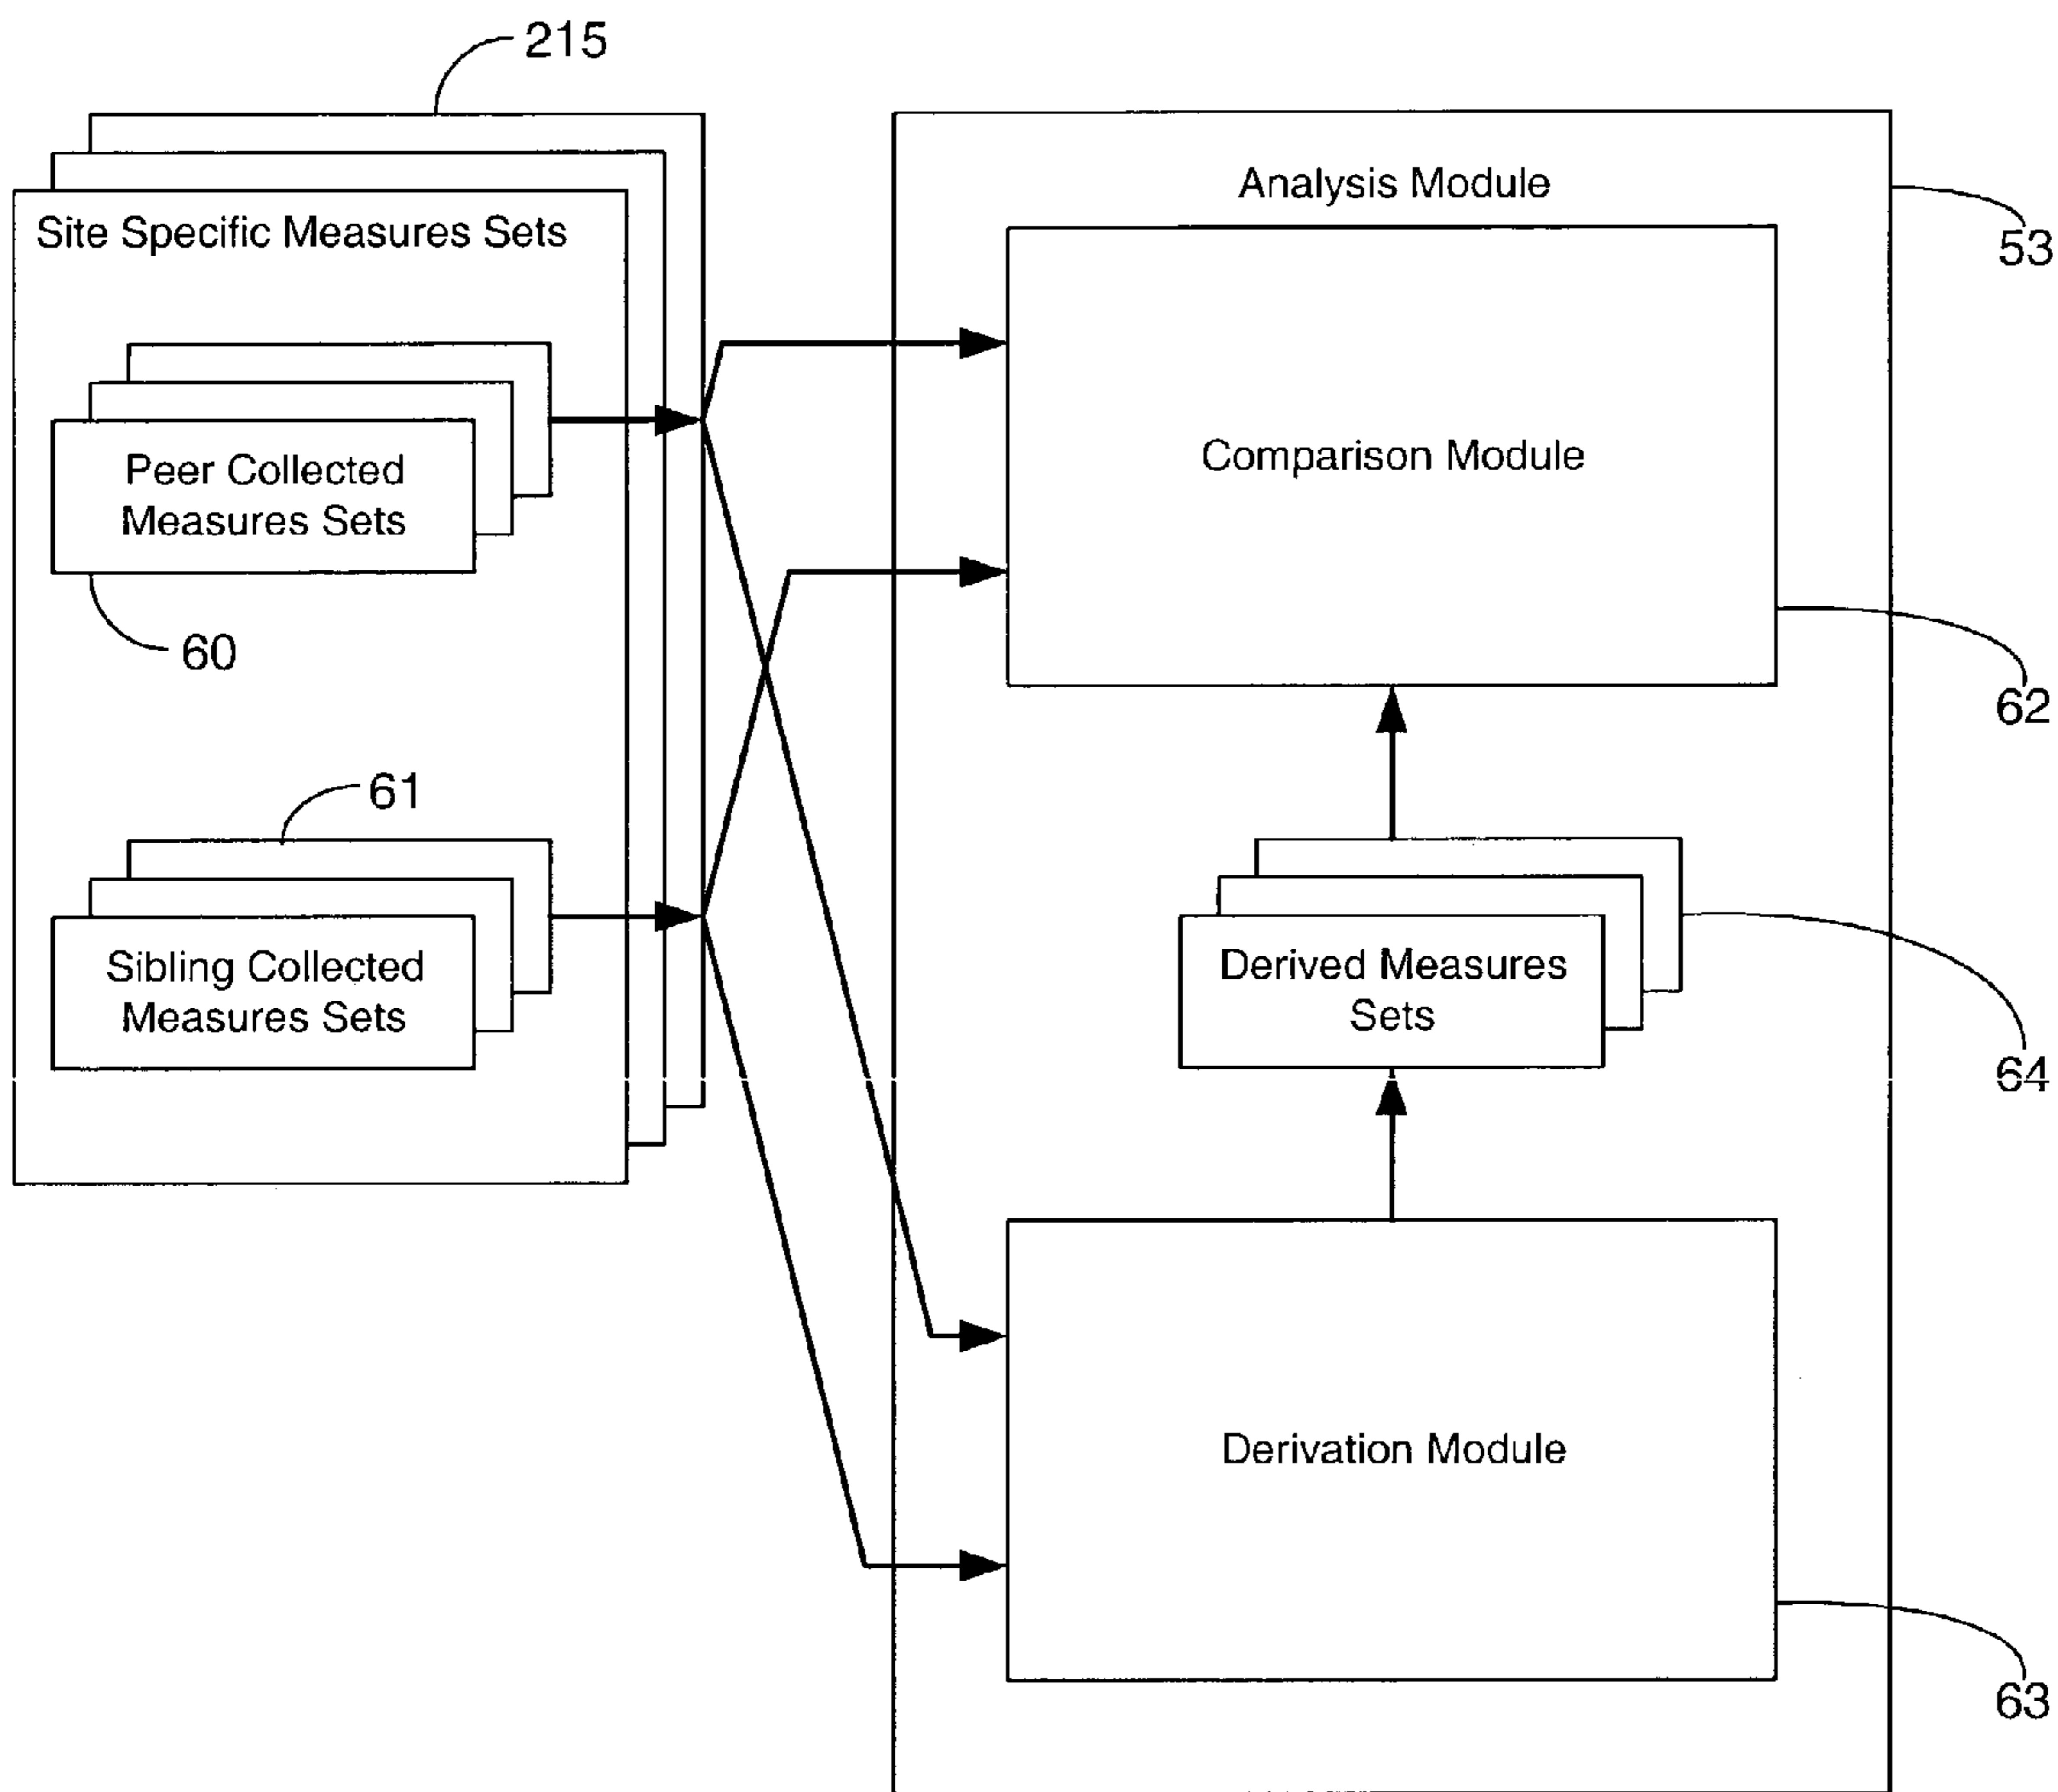 215
Site Specific Measures Sets
Peer Collected
Measures Sets
60
61
Sibling Collected
Measures Sets
Analysis Module
53
Comparison Module
62
Derived Measures
Sets
64
Derivation Module
63